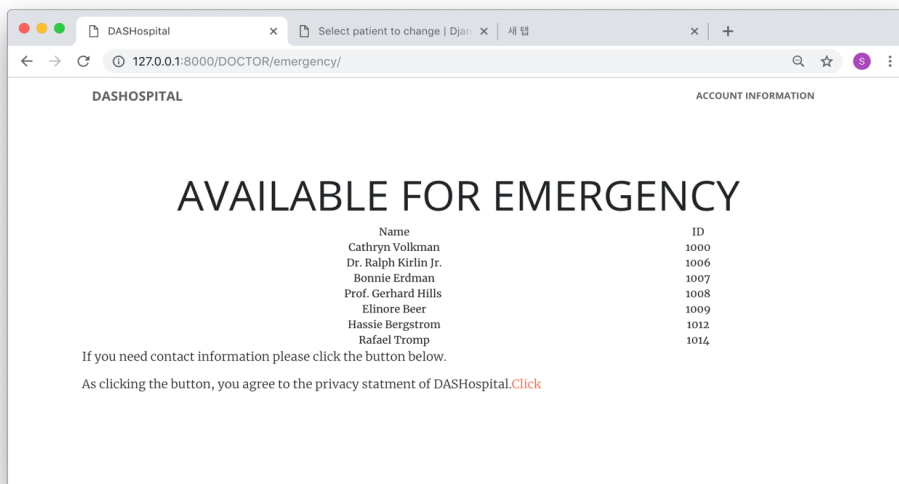 DASHospital
Select patient to change | Djan
새 탭
127.0.0.1:8000/DOCTOR/emergency/
S
DASHOSPITAL
ACCOUNT INFORMATION
AVAILABLE FOR EMERGENCY
Name ID
Cathryn Volkman 1000
Dr. Ralph Kirlin Jr. 1006
Bonnie Erdman 1007
Prof. Gerhard Hills 1008
Elinore Beer 1009
Hassie Bergstrom 1012
Rafael Tromp 1014
If you need contact information please click the button below.
As clicking the button, you agree to the privacy statment of DASHospital.Click